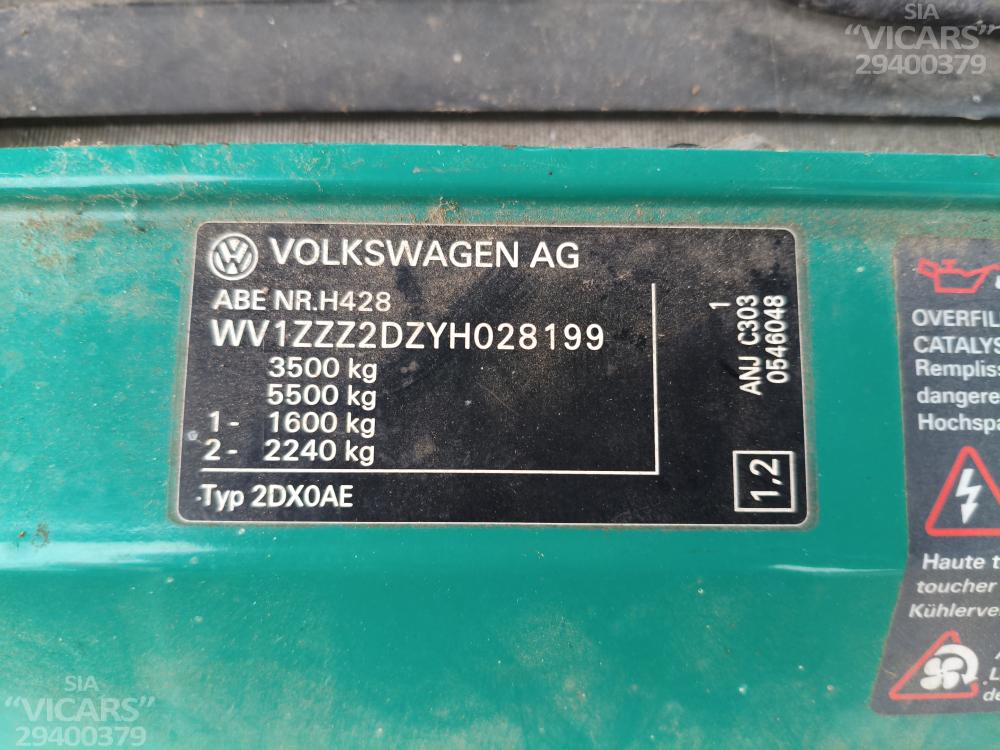 SIA
“VICARS”
29400379
VOLKSWAGEN AG
ABE NR.H428
WV1ZZZ2DZYH028199
3500 kg
5500 kg
1- 1600 kg
2- 2240 kg
Typ 2DX0AE
1
ANJ C303
0546048
1,2
OVERFIL
CATALYS
Rempliss
dangere
Hochspa
Haute t
toucher
Kühlerve
L
de
SIA
“VICARS”
29400379